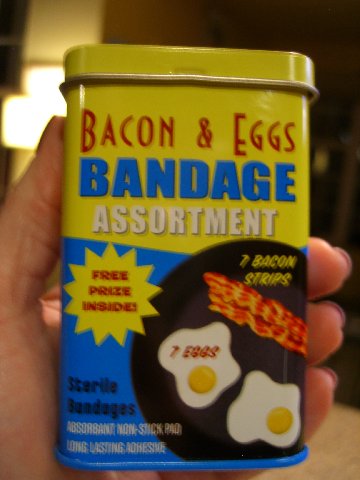 BACON & EGGS
BANDAGE
ASSORTMENT
FREE
PRIZE
INSIDE!
7 BACON
STRIPS
7 EGGS
Sterile
Bandages
ABSORBANT, NON-STICK PAD
LONG LASTING ADHESIVE